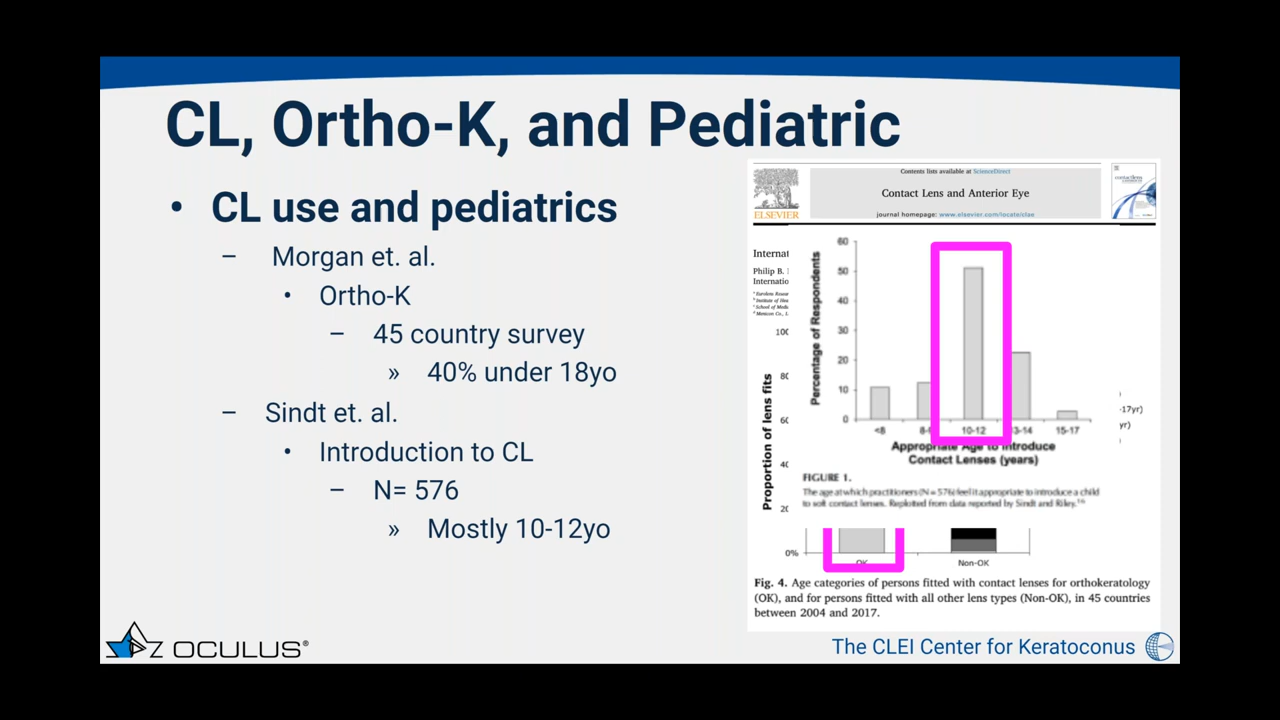 CL, Ortho-K, and Pediatric
• CL use and pediatrics
– Morgan et. al.
• Ortho-K
– 45 country survey
» 40% under 18yo
– Sindt et. al.
• Introduction to CL
– N= 576
» Mostly 10-12yo
Contents lists available at ScienceDirect
Contact Lens and Anterior Eye
journal homepage: www.elsevier.com/locate/clae
ELSEVIER
Internat
Philip B.
Internatio
Percentage of Respondents
60
50
40
30
20
10
0
<8
8-
10-12
3-14
15-17
Appropriate Age to Introduce
Contact Lenses (years)
FIGURE 1.
The age at which practitioners (N = 576) feel it appropriate to introduce a child
to soft contact lenses. Replotted from data reported by Sindt and Riley.
Proportion of lens fits
0%
OK
Non-OK
-17yr)
yr)
Fig. 4. Age categories of persons fitted with contact lenses for orthokeratology
(OK), and for persons fitted with all other lens types (Non-OK), in 45 countries
between 2004 and 2017.
OCULUS®
The CLEI Center for Keratoconus